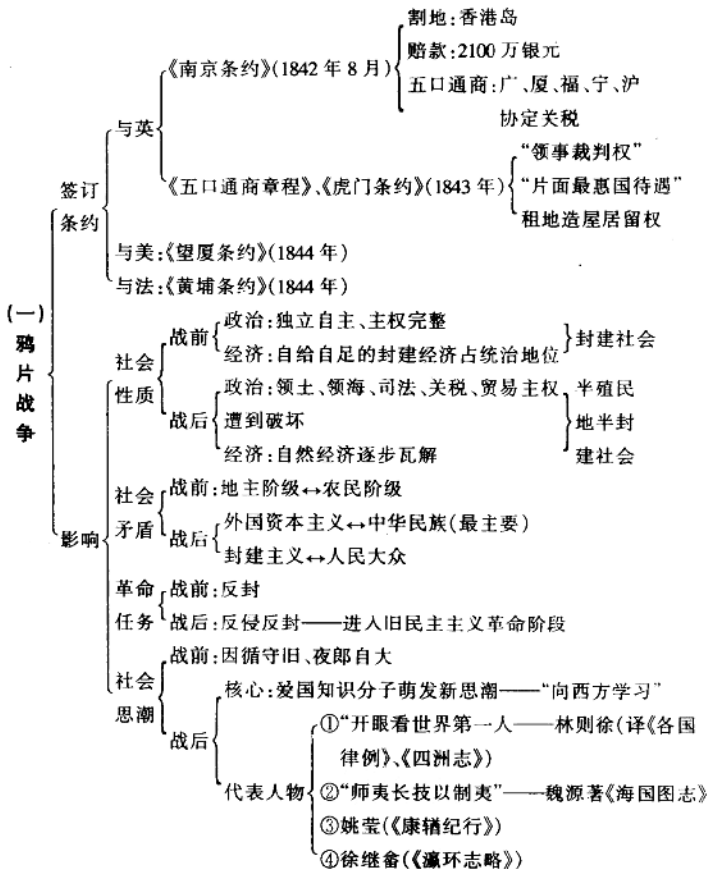 (一)鸦片战争
签订条约
与英
《南京条约》(1842年8月)
割地:香港岛
赔款:2100万银元
五口通商:广、厦、福、宁、沪
协定关税
《五口通商章程》、《虎门条约》(1843年)
“领事裁判权”
“片面最惠国待遇”
租地造屋居留权
与美:《望厦条约》(1844年)
与法:《黄埔条约》(1844年)
影响
社会性质
战前
政治:独立自主、主权完整
经济:自给自足的封建经济占统治地位
封建社会
战后
政治:领土、领海、司法、关税、贸易主权
遭到破坏
经济:自然经济逐步瓦解
半殖民
地半封
建社会
社会矛盾
战前:地主阶级↔农民阶级
战后
外国资本主义↔中华民族(最主要)
封建主义↔人民大众
革命任务
战前:反封
战后:反侵反封——进入旧民主主义革命阶段
社会思潮
战前:因循守旧、夜郎自大
战后
核心:爱国知识分子萌发新思潮——“向西方学习”
代表人物
①“开眼看世界第一人——林则徐(译《各国
律例》、《四洲志》)
②“师夷长技以制夷”——魏源著《海国图志》
③姚莹(《康輶纪行》)
④徐继畲(《瀛环志略》)